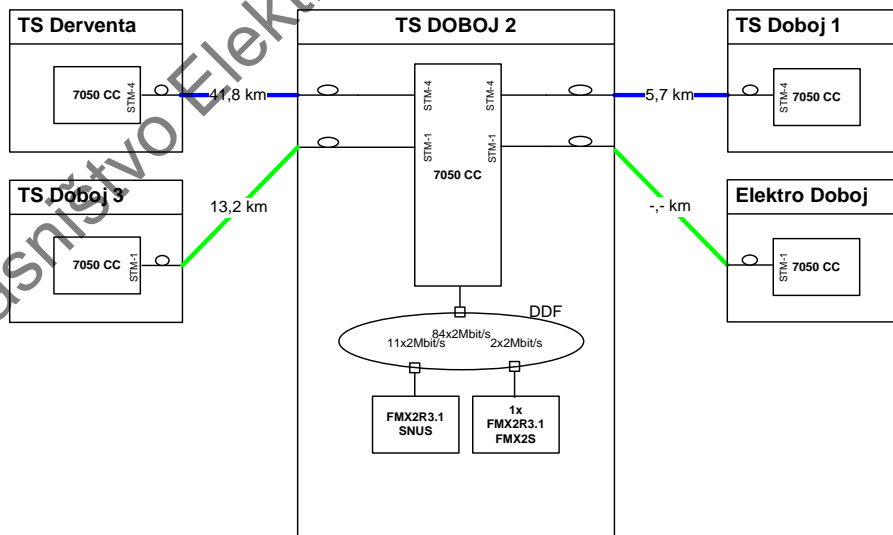 TS Derventa
7050 CC
STM-4
41,8 km
TS Doboj 3
7050 CC
STM-1
13,2 km
TS DOBOJ 2
STM-4
STM-4
STM-1
STM-1
7050 CC
DDF
84x2Mbit/s
11x2Mbit/s
2x2Mbit/s
FMX2R3.1
SNUS
1x
FMX2R3.1
FMX2S
TS Doboj 1
STM-4
7050 CC
5,7 km
Elektro Doboj
STM-1
7050 CC
-,- km
asništvo Elekt